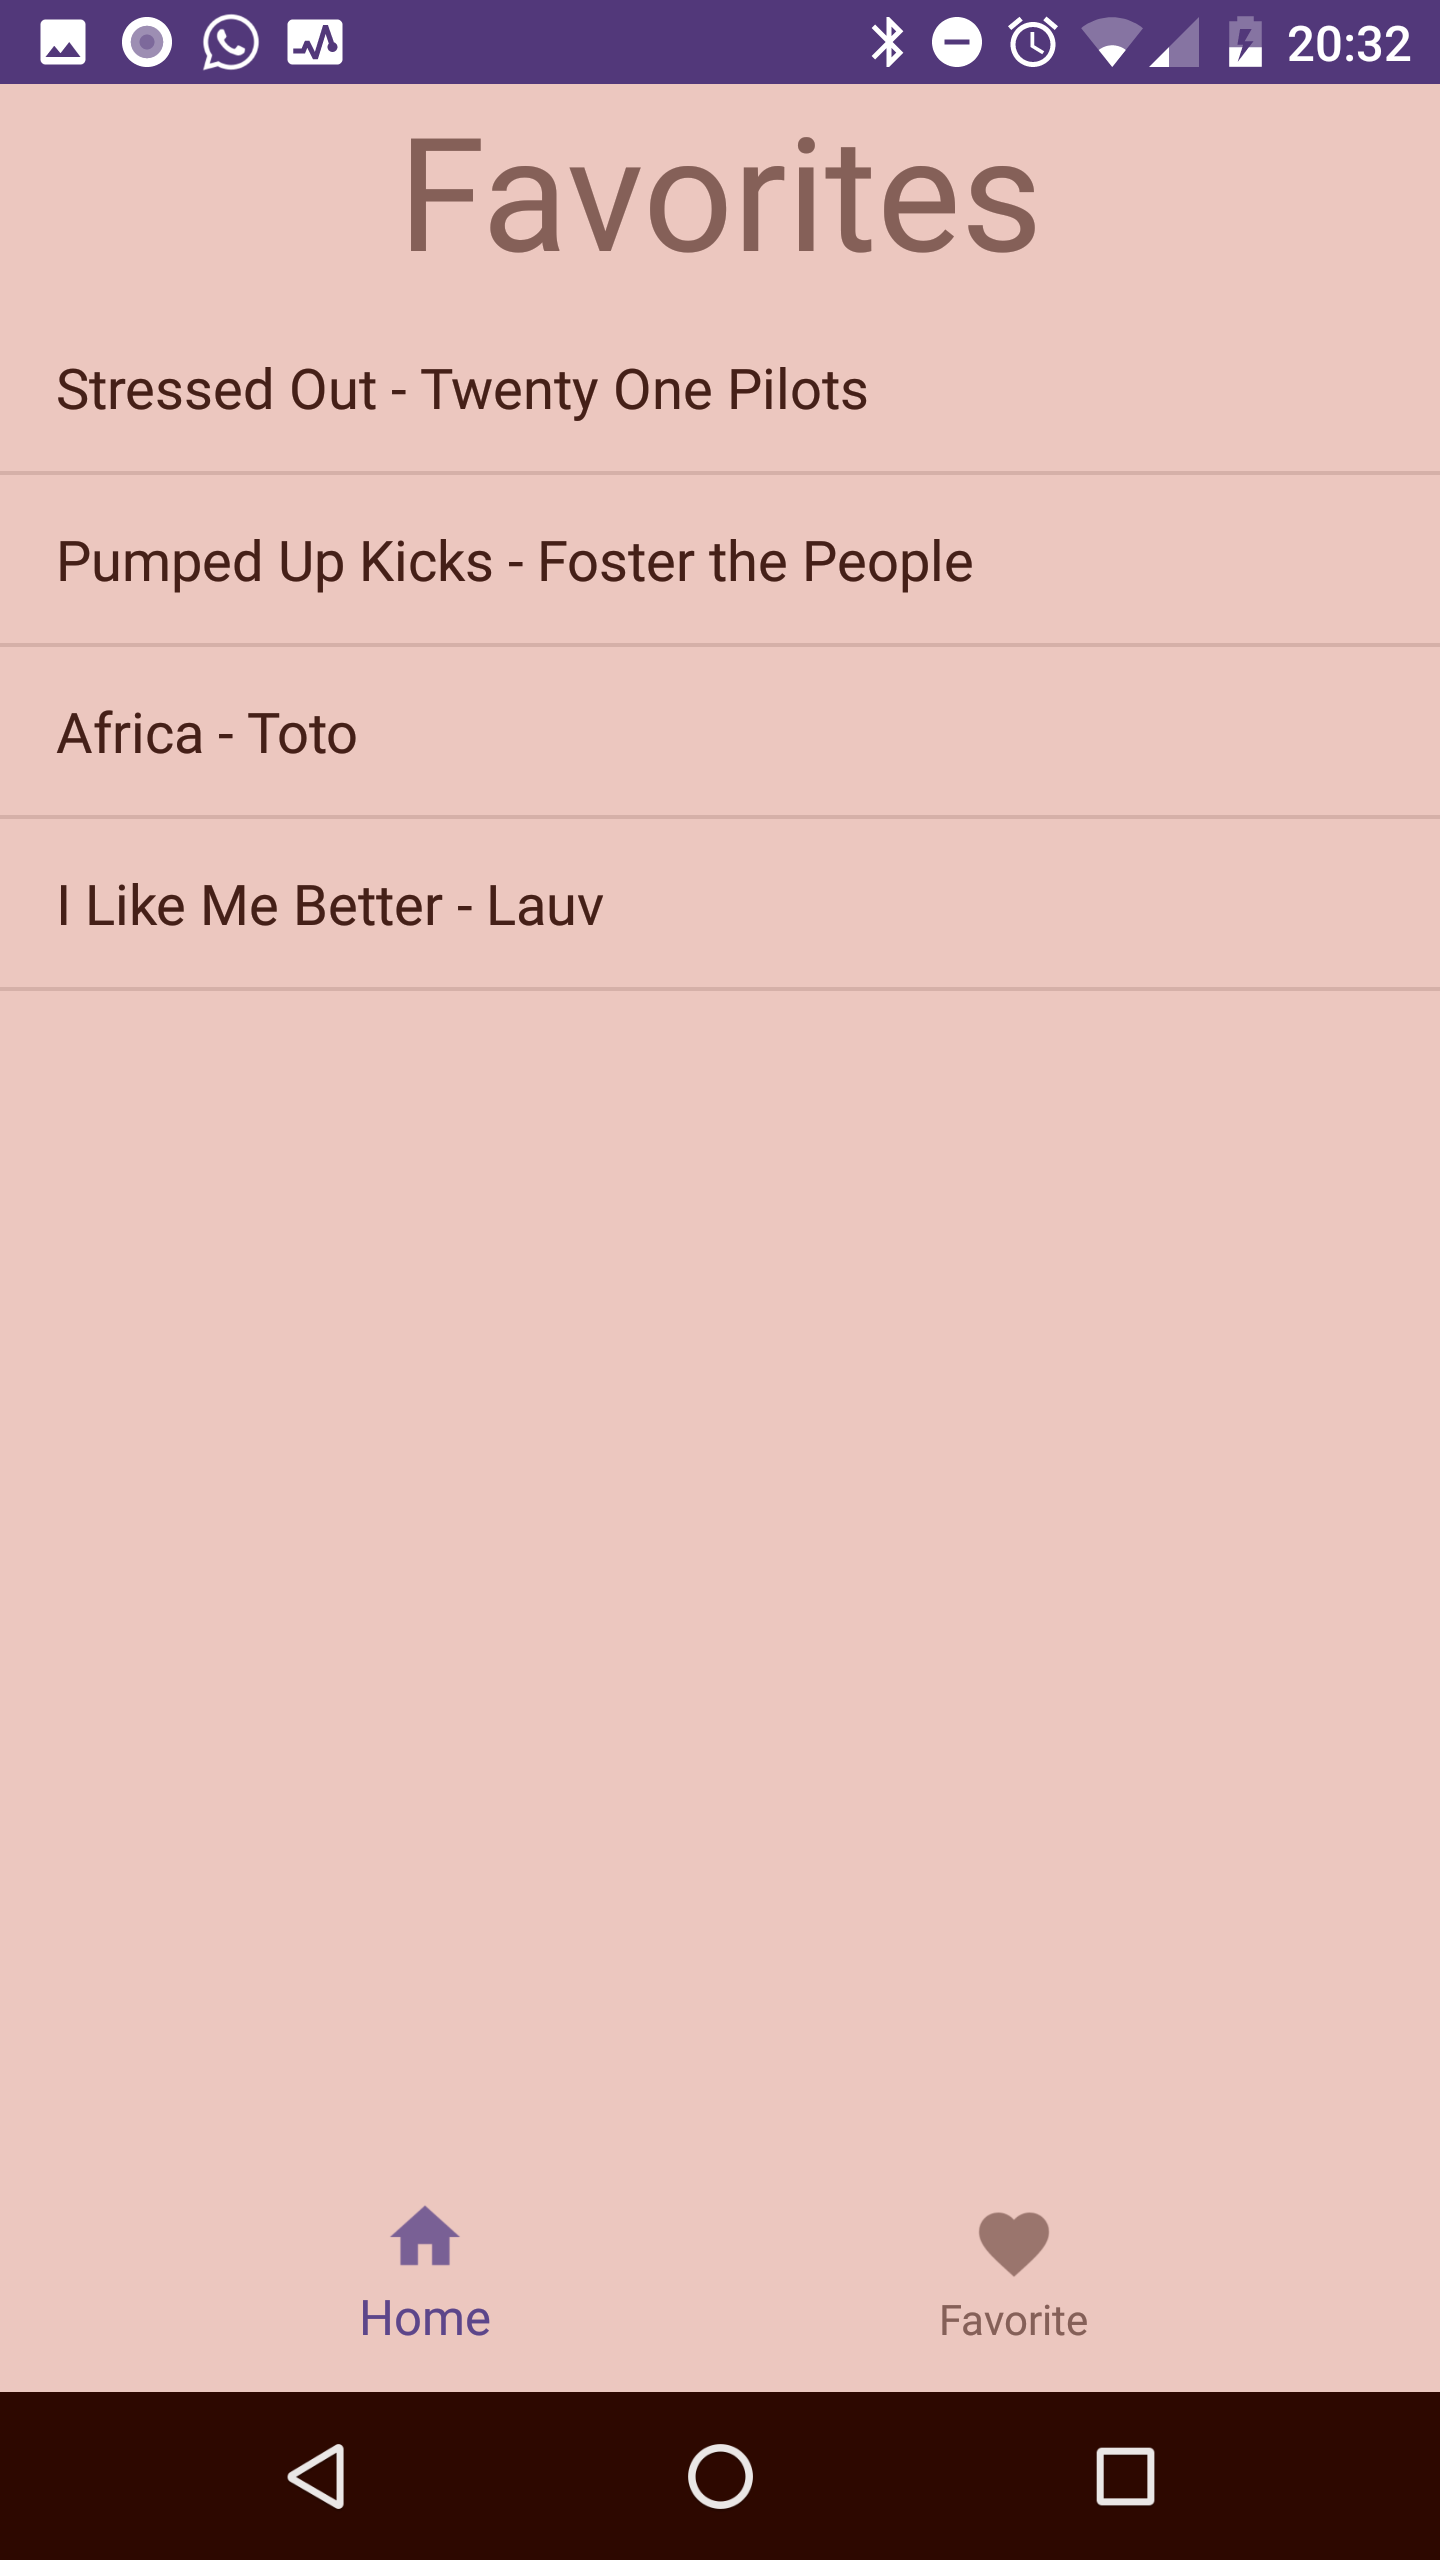 20:32
Favorites
Stressed Out - Twenty One Pilots
Pumped Up Kicks - Foster the People
Africa - Toto
I Like Me Better - Lauv
Home
Favorite